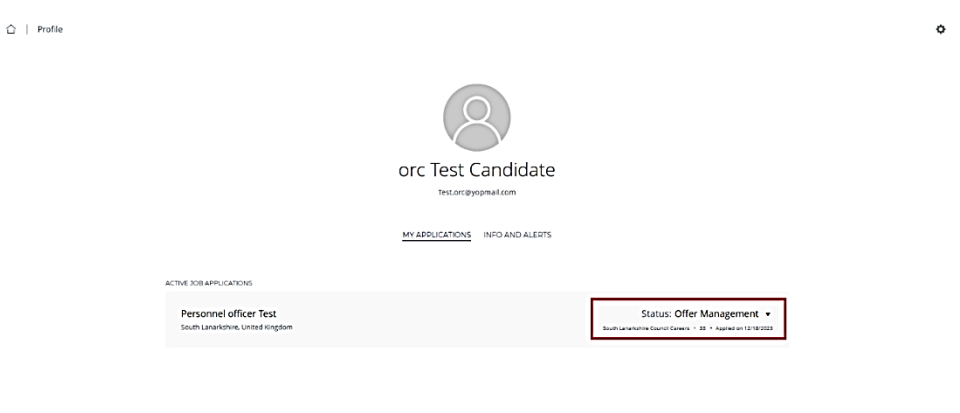 Profile
orc Test Candidate
Test.orc@yopmail.com
MY APPLICATIONS INFO AND ALERTS
ACTIVE JOB APPLICATIONS
Personnel officer Test
Status: Offer Management
South Lanarkshire, United Kingdom
South Lanarkshire Council Careers • 33 • Applied on 12/18/2023